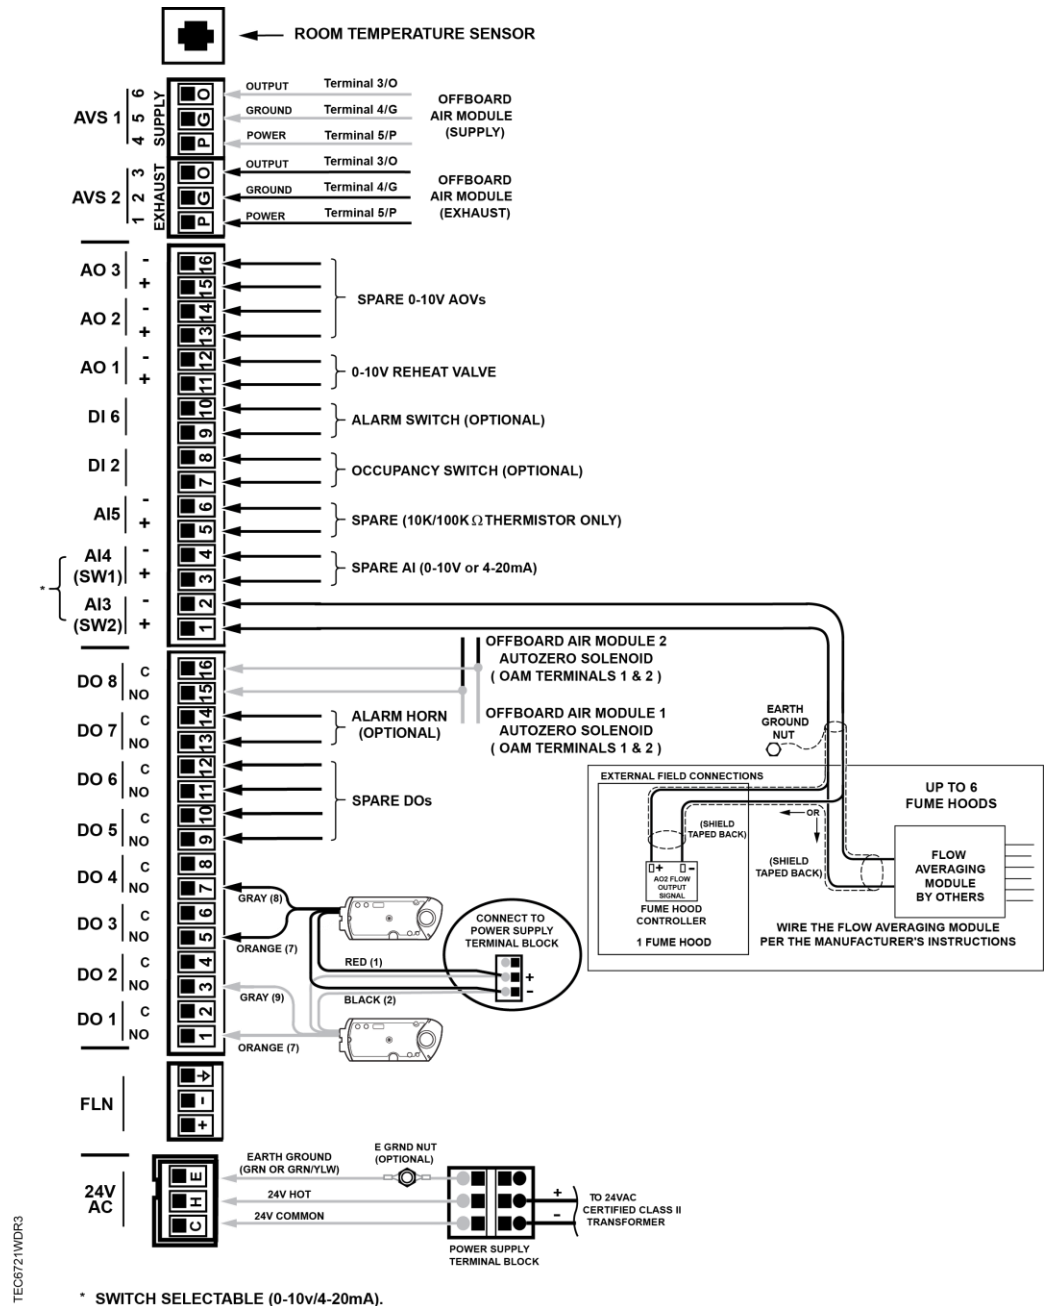 ROOM TEMPERATURE SENSOR
AVS 1
4 5 6
SUPPLY
O
G
P
OUTPUT
GROUND
POWER
Terminal 3/O
Terminal 4/G
Terminal 5/P
OFFBOARD
AIR MODULE
(SUPPLY)
AVS 2
1 2 3
EXHAUST
O
G
P
OUTPUT
GROUND
POWER
Terminal 3/O
Terminal 4/G
Terminal 5/P
OFFBOARD
AIR MODULE
(EXHAUST)
AO 3
-
+
16
15
AO 2
-
+
14
13
SPARE 0-10V AOVs
AO 1
-
+
12
11
0-10V REHEAT VALVE
DI 6
10
9
ALARM SWITCH (OPTIONAL)
DI 2
8
7
OCCUPANCY SWITCH (OPTIONAL)
AI5
-
+
6
5
SPARE (10K/100K Ω THERMISTOR ONLY)
*
AI4
(SW1)
-
+
4
3
SPARE AI (0-10V or 4-20mA)
AI3
(SW2)
-
+
2
1
DO 8
C
NO
16
15
OFFBOARD AIR MODULE 2
AUTOZERO SOLENOID
( OAM TERMINALS 1 & 2 )
OFFBOARD AIR MODULE 1
AUTOZERO SOLENOID
( OAM TERMINALS 1 & 2 )
DO 7
C
NO
14
13
ALARM HORN
(OPTIONAL)
DO 6
C
NO
12
11
DO 5
C
NO
10
9
SPARE DOs
DO 4
C
NO
8
7
GRAY (8)
DO 3
C
NO
6
5
ORANGE (7)
DO 2
C
NO
4
3
GRAY (9)
DO 1
C
NO
2
1
ORANGE (7)
RED (1)
BLACK (2)
CONNECT TO
POWER SUPPLY
TERMINAL BLOCK
+
-
EARTH
GROUND
NUT
EXTERNAL FIELD CONNECTIONS
(SHIELD
TAPED BACK)
+ -
AO2 FLOW
OUTPUT
SIGNAL
FUME HOOD
CONTROLLER
1 FUME HOOD
OR
(SHIELD
TAPED BACK)
UP TO 6
FUME HOODS
FLOW
AVERAGING
MODULE
BY OTHERS
WIRE THE FLOW AVERAGING MODULE
PER THE MANUFACTURER'S INSTRUCTIONS
FLN
-
+
24V
AC
E
H
C
EARTH GROUND
(GRN OR GRN/YLW)
24V HOT
24V COMMON
E GRND NUT
(OPTIONAL)
POWER SUPPLY
TERMINAL BLOCK
+
-
TO 24VAC
CERTIFIED CLASS II
TRANSFORMER
TEC6721WDR3
* SWITCH SELECTABLE (0-10v/4-20mA).